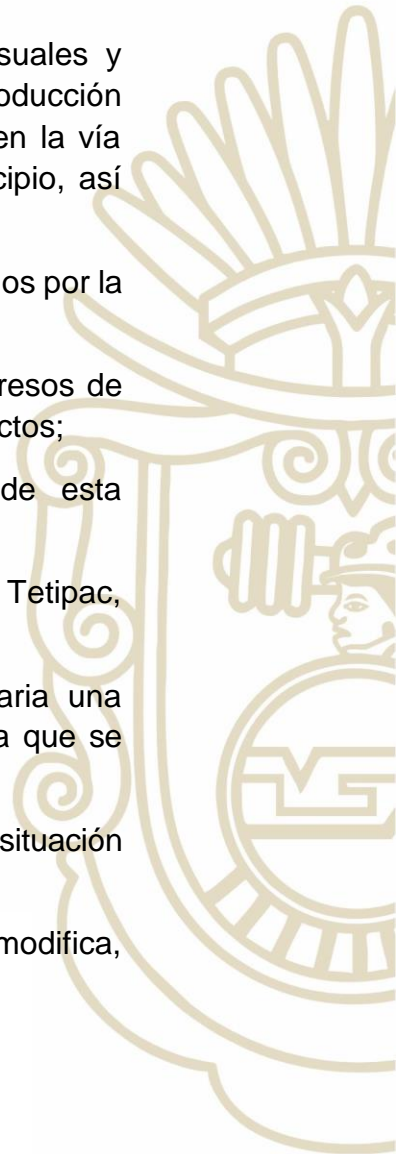 suales y
oducción
en la vía
cipio, así
os por la
resos de
ctos;
de esta
Tetipac,
aria una
a que se
situación
modifica,